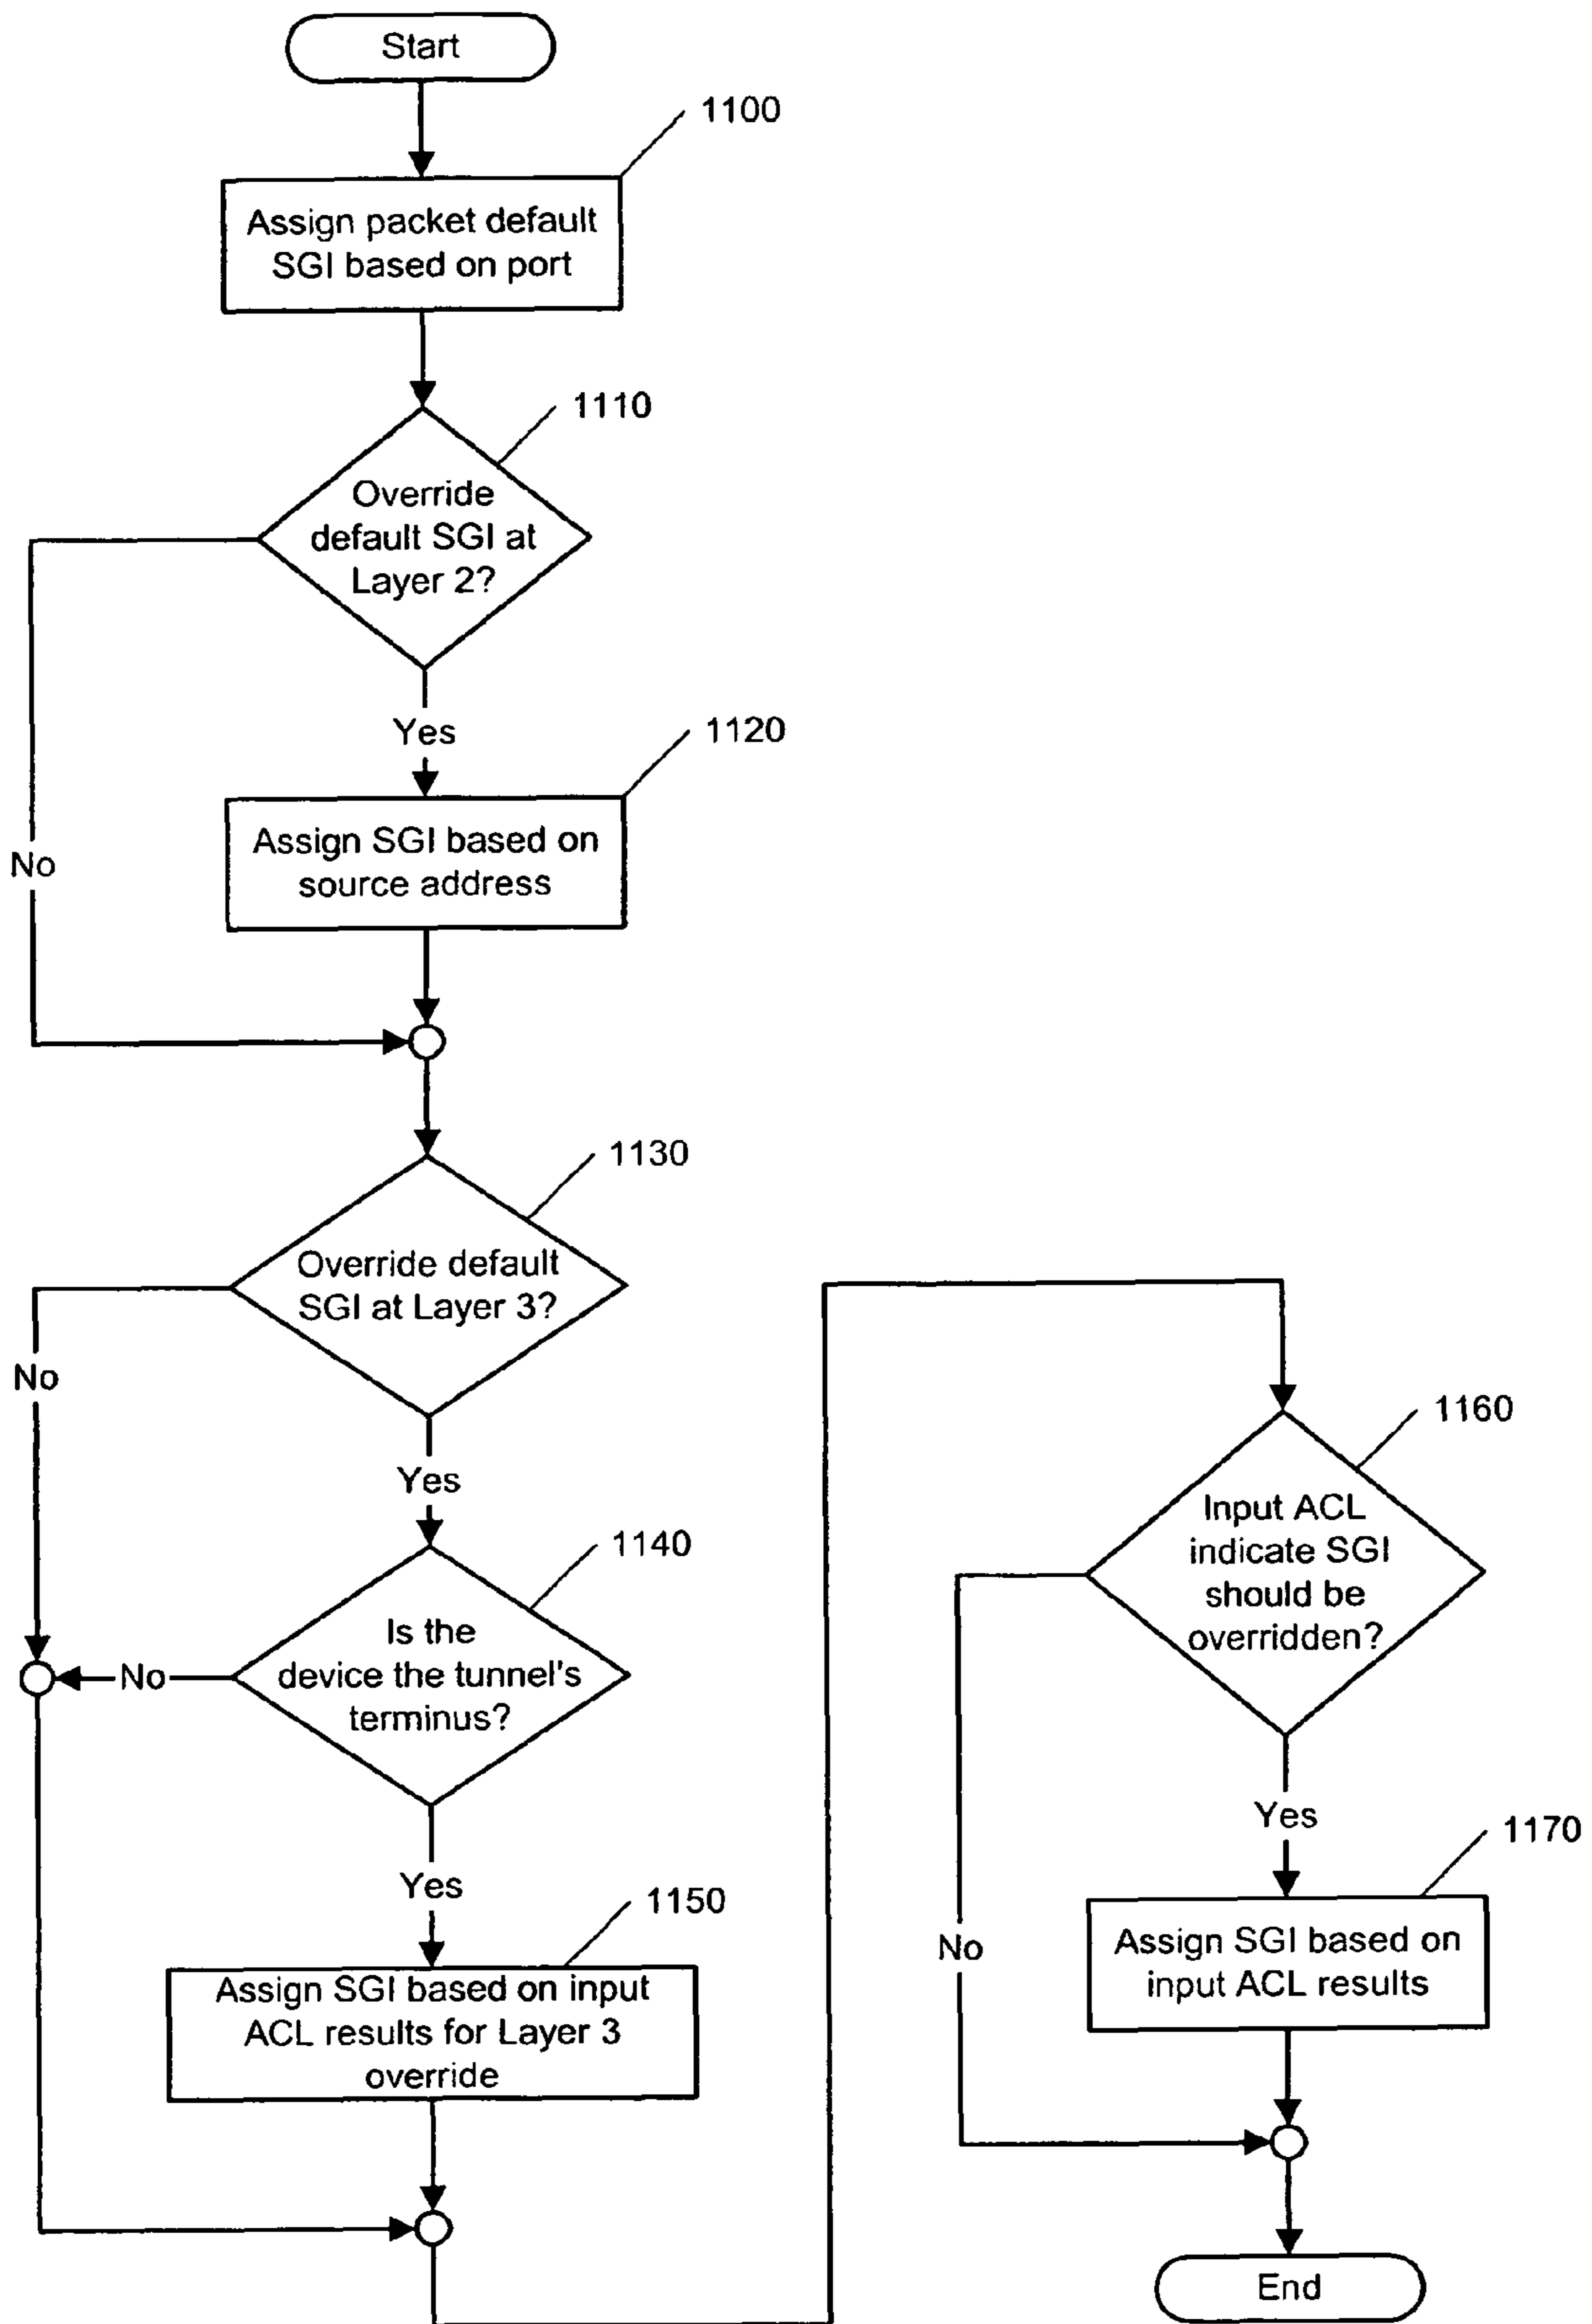 Start
1100
Assign packet default
SGI based on port
1110
Override
default SGI at
Layer 2?
Yes
1120
No
Assign SGI based on
source address
1130
Override default
SGI at Layer 3?
No
Yes
1140
Is the
device the tunnel's
terminus?
No
Yes
1150
Assign SGI based on input
ACL results for Layer 3
override
1160
Input ACL
indicate SGI
should be
overridden?
Yes
1170
No
Assign SGI based on
input ACL results
End